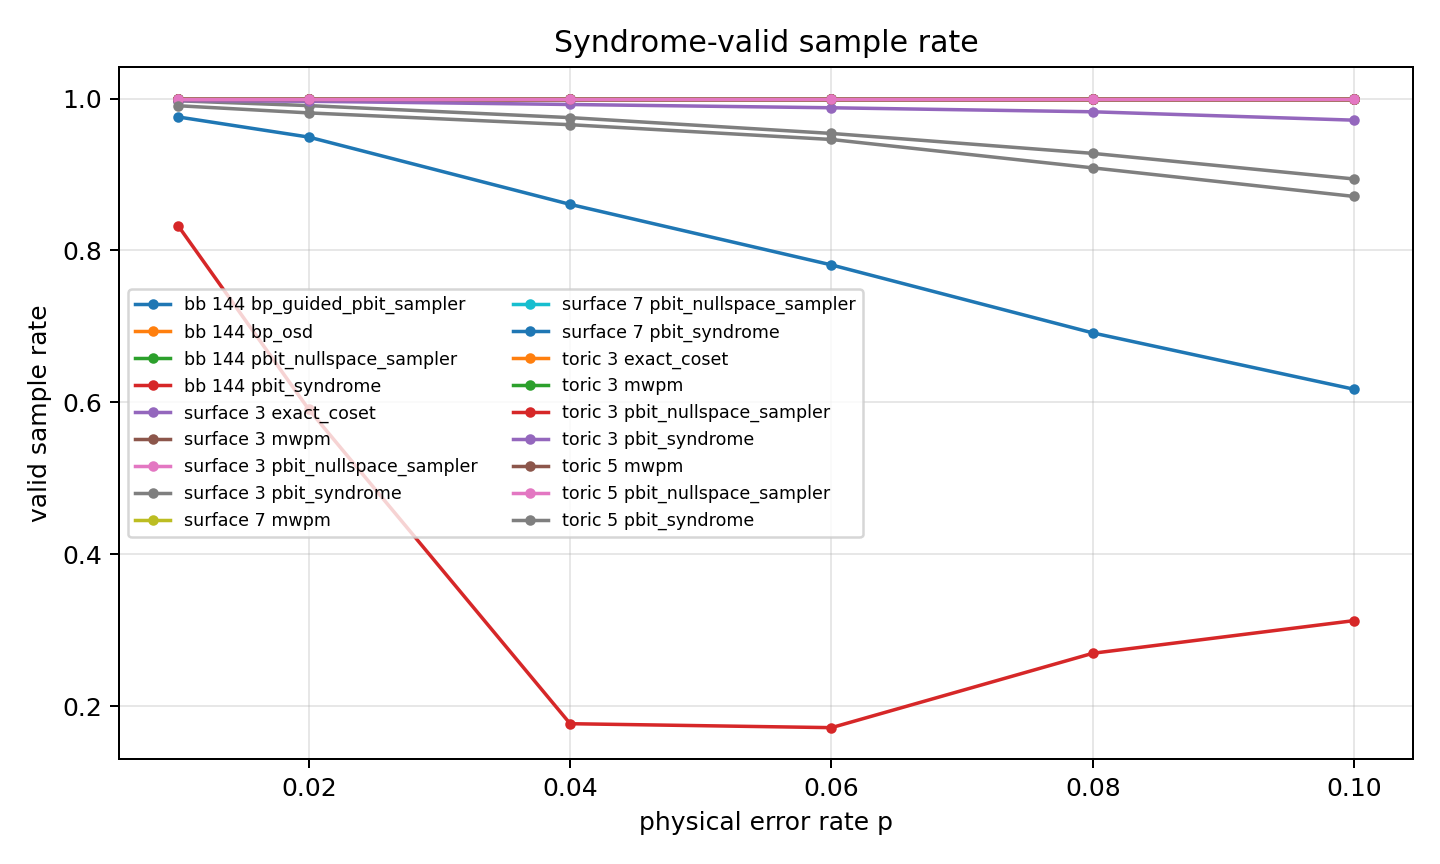 Syndrome-valid sample rate
valid sample rate
1.0
0.8
0.6
0.4
0.2
bb 144 bp_guided_pbit_sampler
bb 144 bp_osd
bb 144 pbit_nullspace_sampler
bb 144 pbit_syndrome
surface 3 exact_coset
surface 3 mwpm
surface 3 pbit_nullspace_sampler
surface 3 pbit_syndrome
surface 7 mwpm
surface 7 pbit_nullspace_sampler
surface 7 pbit_syndrome
toric 3 exact_coset
toric 3 mwpm
toric 3 pbit_nullspace_sampler
toric 3 pbit_syndrome
toric 5 mwpm
toric 5 pbit_nullspace_sampler
toric 5 pbit_syndrome
0.02 0.04 0.06 0.08 0.10
physical error rate p